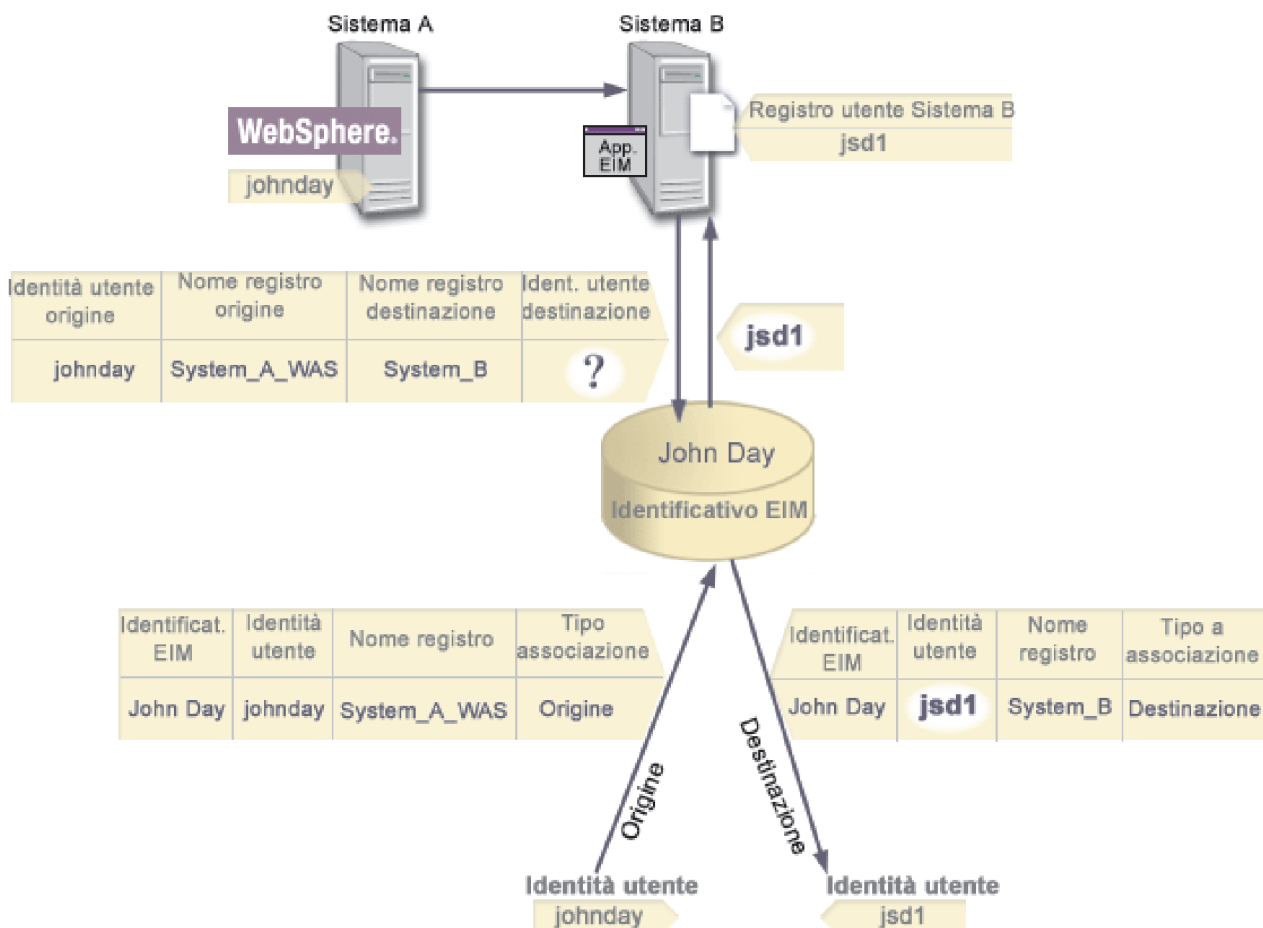 Sistema A
Sistema B
WebSphere.
johnday
App.
EIM
Registro utente Sistema B
jsd1
Identità utente
origine
Nome registro
origine
Nome registro
destinazione
Ident. utente
destinazione
johnday
System_A_WAS
System_B
?
jsd1
John Day
Identificativo EIM
Identificat.
EIM
Identità
utente
Nome registro
Tipo
associazione
John Day
johnday
System_A_WAS
Origine
Identificat.
EIM
Identità
utente
Nome
registro
Tipo a
associazione
John Day
jsd1
System_B
Destinazione
Origine
Destinazione
Identità utente
johnday
Identità utente
jsd1